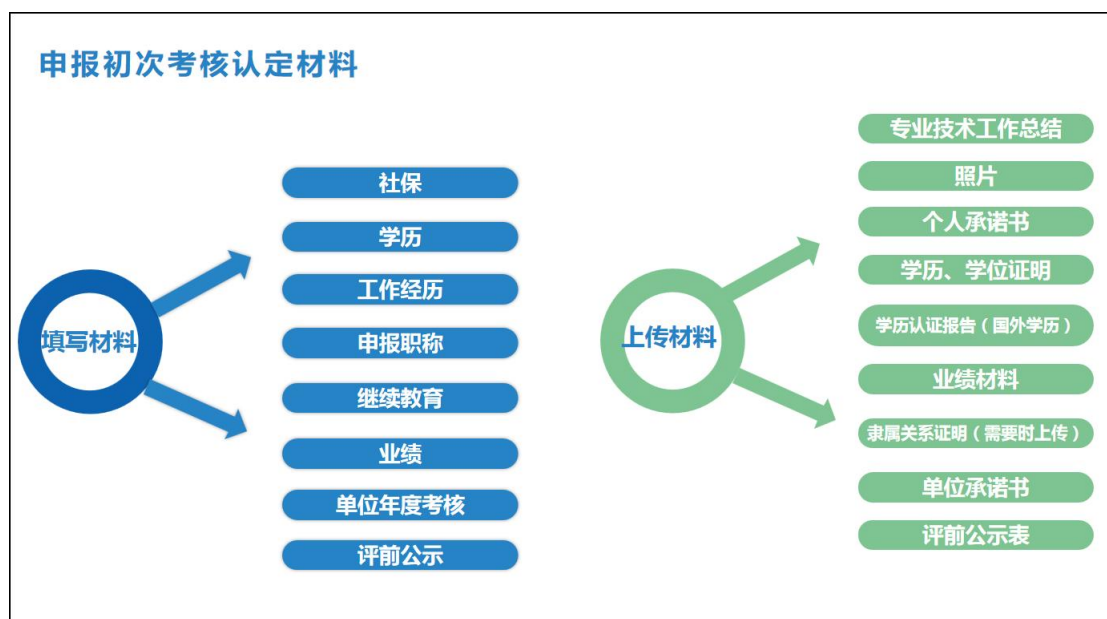 申报初次考核认定材料
填写材料
社保
学历
工作经历
申报职称
继续教育
业绩
单位年度考核
评前公示
上传材料
专业技术工作总结
照片
个人承诺书
学历、学位证明
学历认证报告（国外学历）
业绩材料
隶属关系证明（需要时上传）
单位承诺书
评前公示表